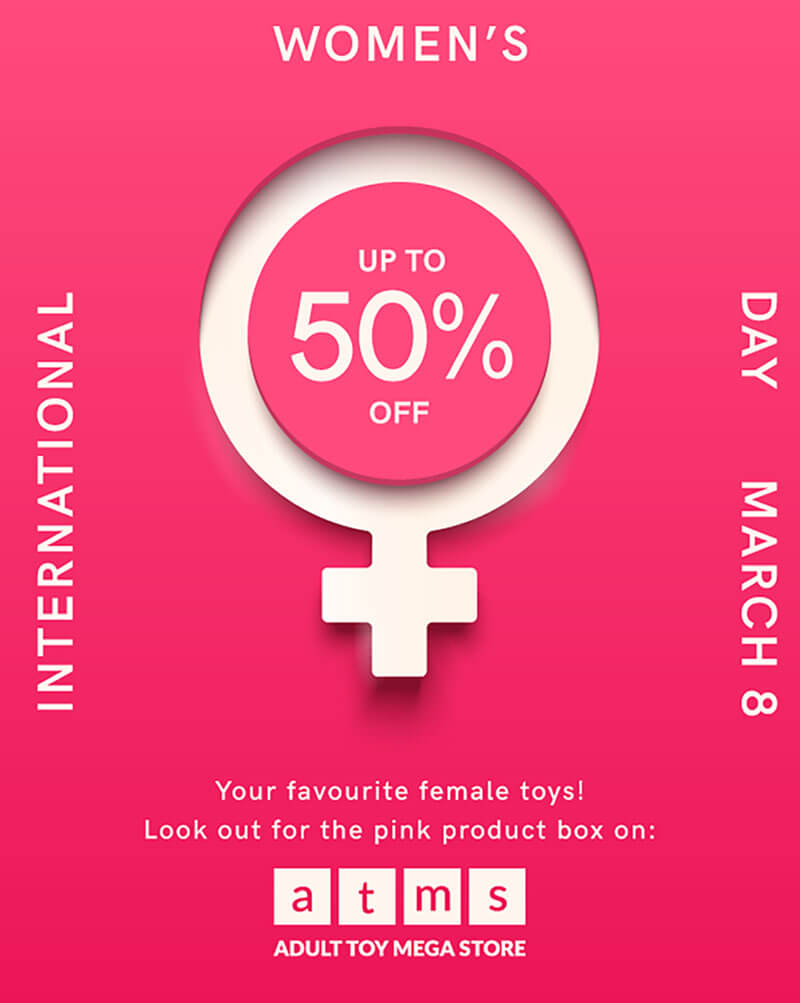 INTERNATIONAL
WOMEN’S
DAY MARCH 8
UP TO
50%
OFF
Your favourite female toys!
Look out for the pink product box on:
atms
ADULT TOY MEGA STORE